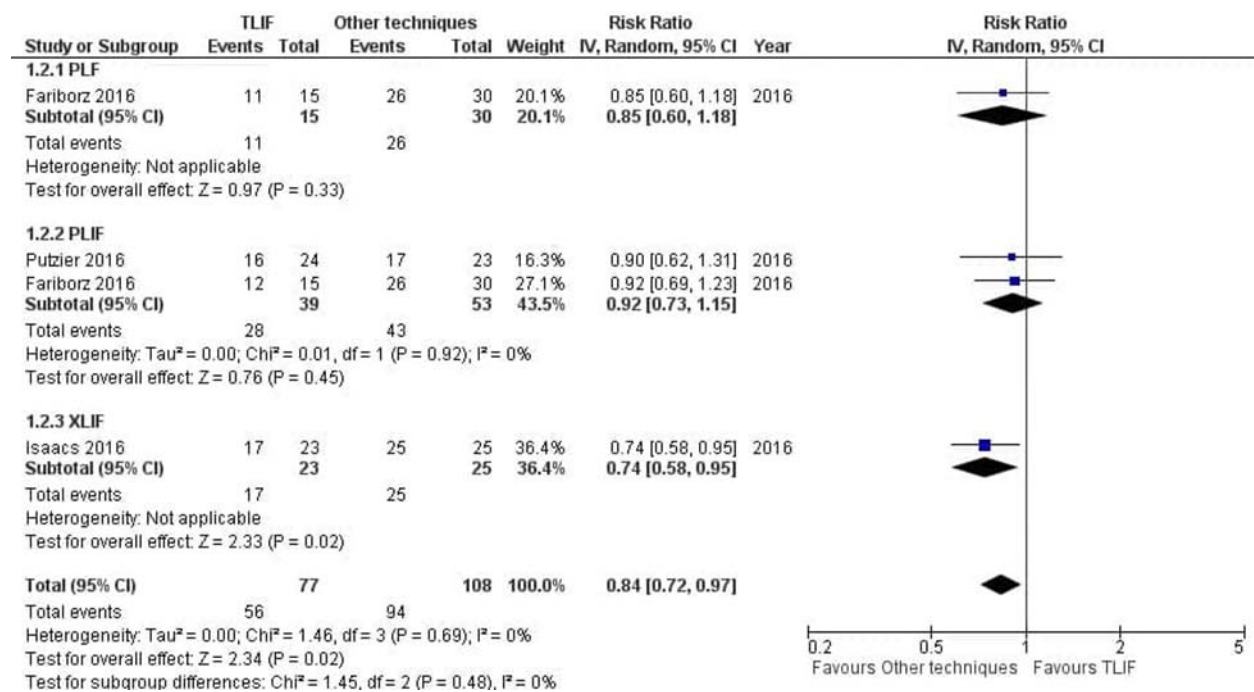 TLIF Other techniques Risk Ratio Risk Ratio
Study or Subgroup Events Total Events Total Weight IV, Random, 95% CI Year IV, Random, 95% CI
1.2.1 PLF
Fariborz 2016 11 15 26 30 20.1% 0.85 [0.60, 1.18] 2016
Subtotal (95% CI) 15 30 20.1% 0.85 [0.60, 1.18]
Total events 11 26
Heterogeneity: Not applicable
Test for overall effect: Z = 0.97 (P = 0.33)
1.2.2 PLIF
Putzier 2016 16 24 17 23 16.3% 0.90 [0.62, 1.31] 2016
Fariborz 2016 12 15 26 30 27.1% 0.92 [0.69, 1.23] 2016
Subtotal (95% CI) 39 53 43.5% 0.92 [0.73, 1.15]
Total events 28 43
Heterogeneity: Tau² = 0.00; Chi² = 0.01, df = 1 (P = 0.92); I² = 0%
Test for overall effect: Z = 0.76 (P = 0.45)
1.2.3 XLIF
Isaacs 2016 17 23 25 25 36.4% 0.74 [0.58, 0.95] 2016
Subtotal (95% CI) 23 25 36.4% 0.74 [0.58, 0.95]
Total events 17 25
Heterogeneity: Not applicable
Test for overall effect: Z = 2.33 (P = 0.02)
Total (95% CI) 77 108 100.0% 0.84 [0.72, 0.97]
Total events 56 94
Heterogeneity: Tau² = 0.00; Chi² = 1.46, df = 3 (P = 0.69); I² = 0%
Test for overall effect: Z = 2.34 (P = 0.02)
Test for subgroup differences: Chi² = 1.45, df = 2 (P = 0.48), I² = 0%
0.2 0.5 1 2 5
Favours Other techniques Favours TLIF